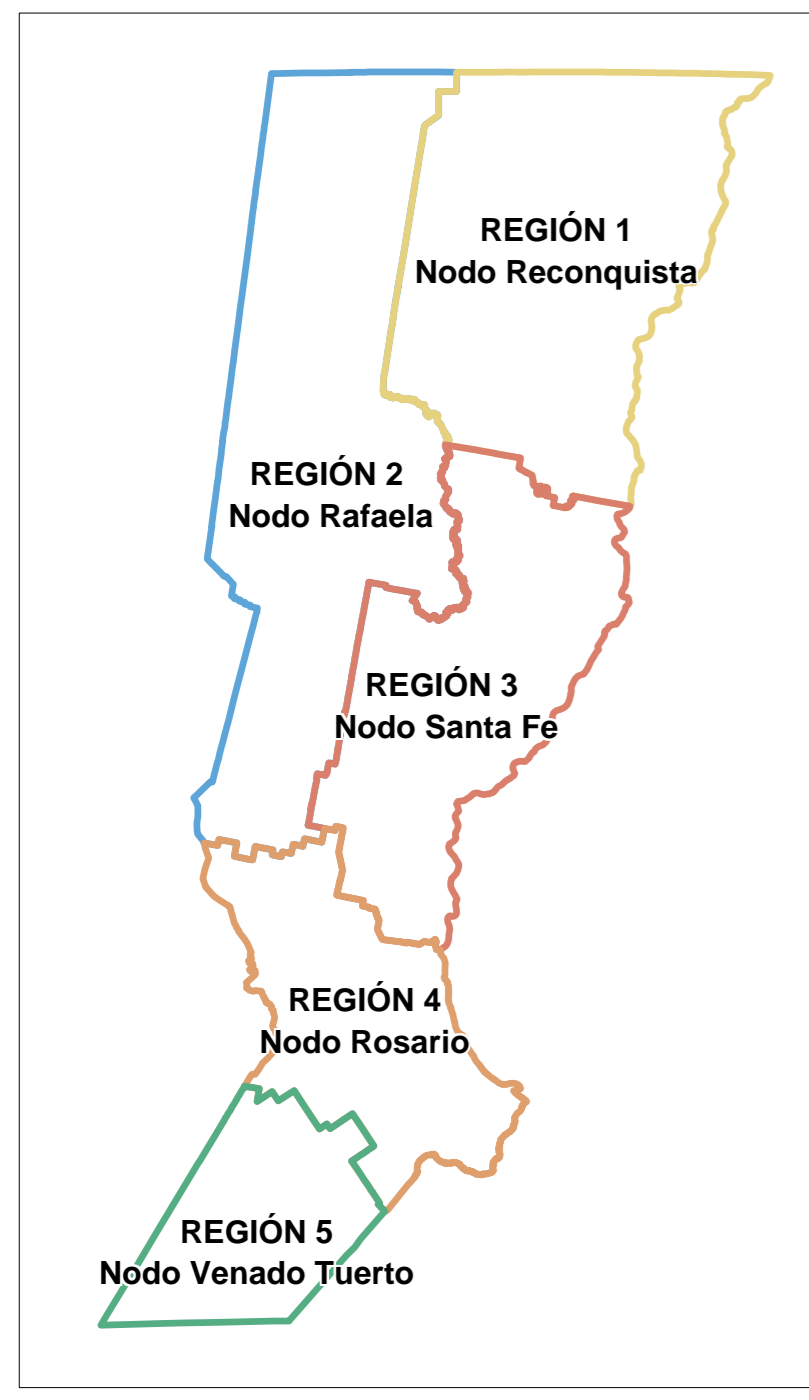 REGIÓN 1
Nodo Reconquista
REGIÓN 2
Nodo Rafaela
REGIÓN 3
Nodo Santa Fe
REGIÓN 4
Nodo Rosario
REGIÓN 5
Nodo Venado Tuerto